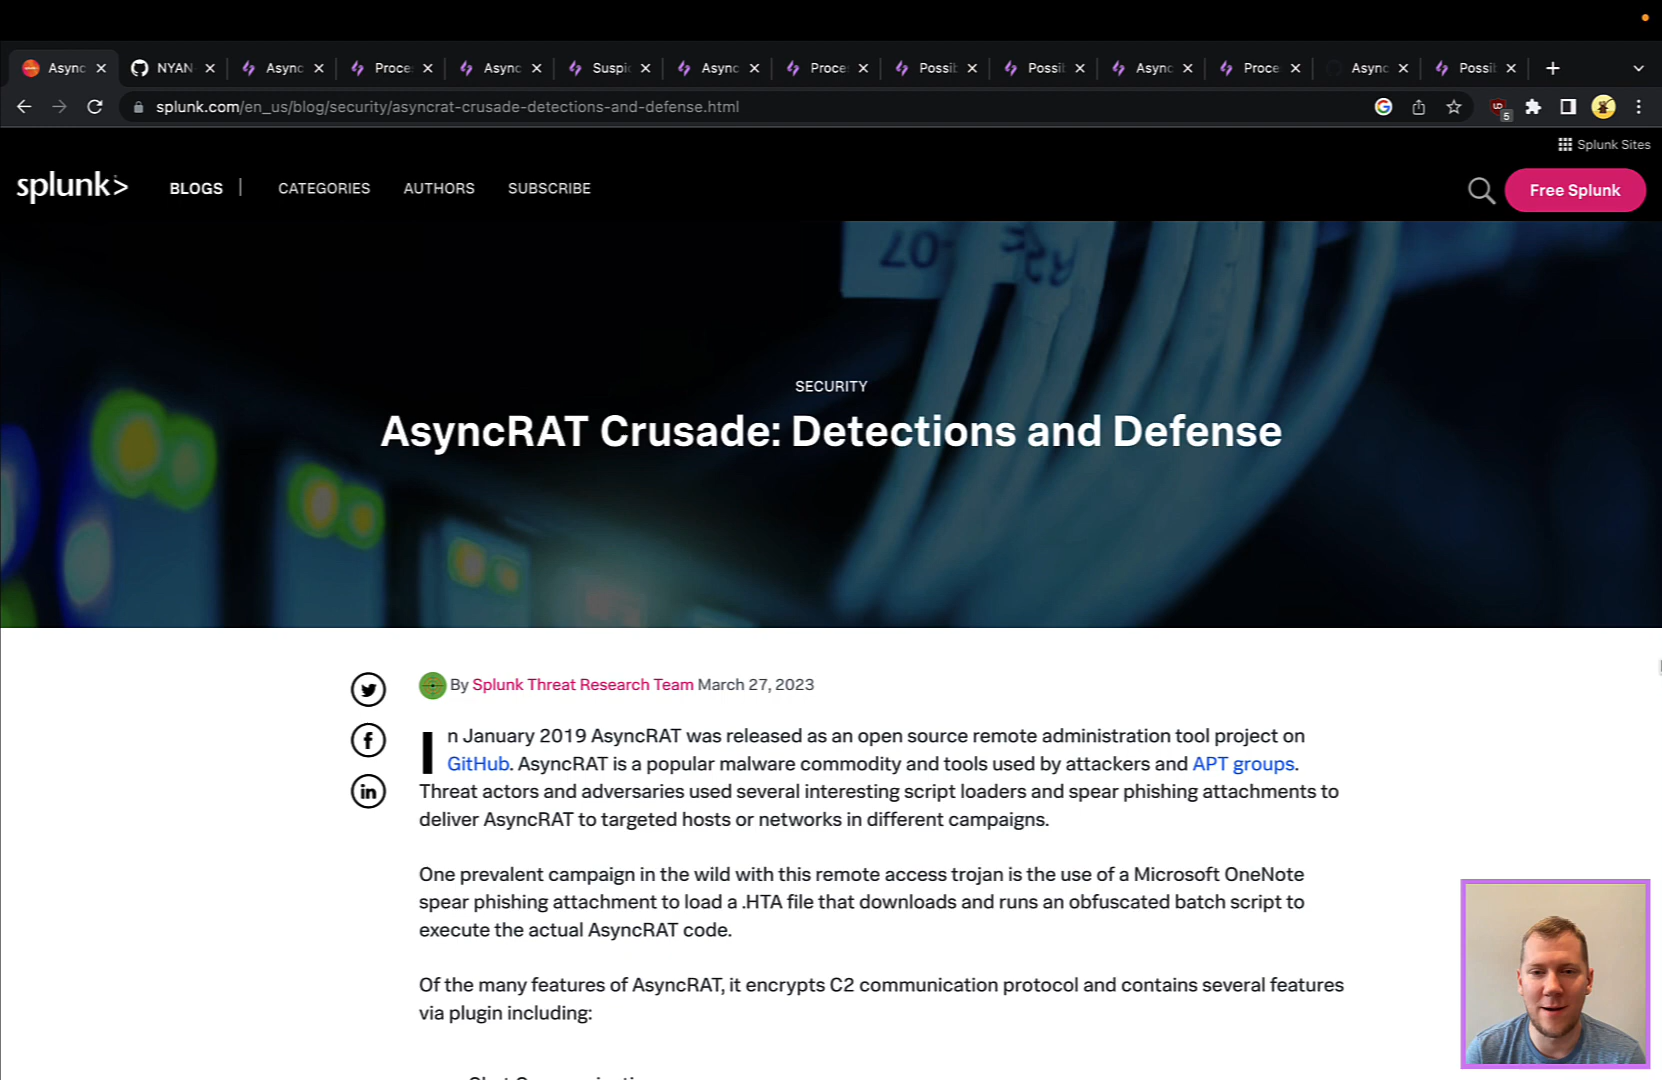 Async
NYAN
Async
Proce
Async
Suspic
Async
Proce
Possib
Possib
Async
Proce
Async
Possib
splunk.com/en_us/blog/security/asyncrat-crusade-detections-and-defense.html
5
Splunk Sites
splunk>
BLOGS
CATEGORIES
AUTHORS
SUBSCRIBE
Free Splunk
SECURITY
AsyncRAT Crusade: Detections and Defense
By Splunk Threat Research Team March 27, 2023
In January 2019 AsyncRAT was released as an open source remote administration tool project on
GitHub. AsyncRAT is a popular malware commodity and tools used by attackers and APT groups.
Threat actors and adversaries used several interesting script loaders and spear phishing attachments to
deliver AsyncRAT to targeted hosts or networks in different campaigns.
One prevalent campaign in the wild with this remote access trojan is the use of a Microsoft OneNote
spear phishing attachment to load a .HTA file that downloads and runs an obfuscated batch script to
execute the actual AsyncRAT code.
Of the many features of AsyncRAT, it encrypts C2 communication protocol and contains several features
via plugin including: